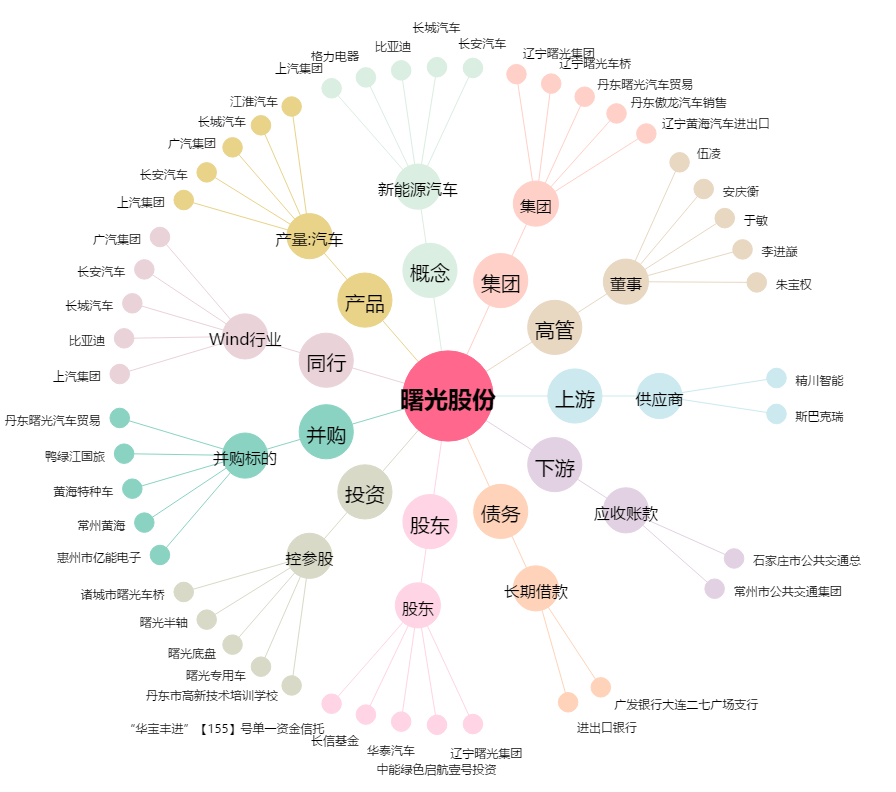 长城汽车
比亚迪
长安汽车
格力电器
上汽集团
辽宁曙光集团
辽宁曙光车桥
丹东曙光汽车贸易
丹东傲龙汽车销售
辽宁黄海汽车进出口
江淮汽车
长城汽车
广汽集团
长安汽车
上汽集团
新能源汽车
集团
伍凌
安庆衡
于敏
李进巅
朱宝权
产量:汽车
概念
集团
董事
广汽集团
长安汽车
长城汽车
比亚迪
上汽集团
产品
高管
Wind行业
同行
曙光股份
上游
供应商
精川智能
斯巴克瑞
丹东曙光汽车贸易
鸭绿江国旅
黄海特种车
常州黄海
惠州市亿能电子
并购标的
并购
下游
应收账款
石家庄市公共交通总
常州市公共交通集团
投资
股东
债务
控参股
长期借款
诸城市曙光车桥
曙光半轴
曙光底盘
曙光专用车
丹东市高新技术培训学校
股东
广发银行大连二七广场支行
进出口银行
“华宝丰进”【155】号单一资金信托
长信基金
华泰汽车
中能绿色启航壹号投资
辽宁曙光集团